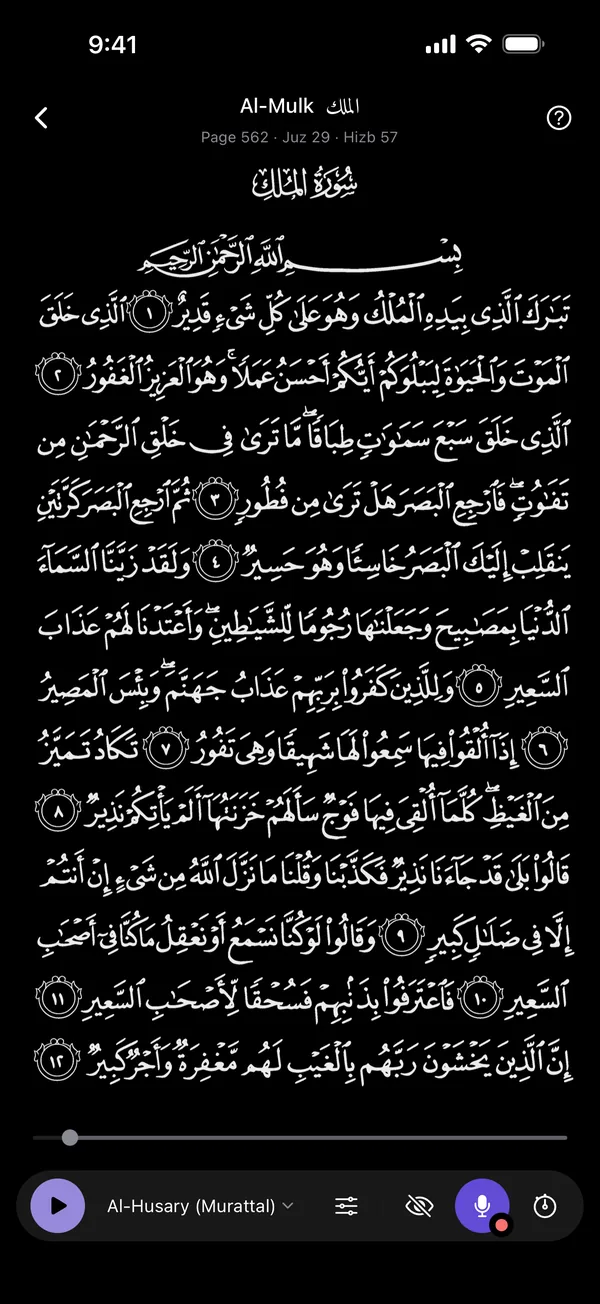 9:41
Al-Mulk الملك
Page 562 · Juz 29 · Hizb 57
سُورَةُ المُلْكِ
بِسْمِ ٱللَّهِ ٱلرَّحْمَٰنِ ٱلرَّحِيمِ
تَبَٰرَكَ ٱلَّذِى بِيَدِهِ ٱلْمُلْكُ وَهُوَ عَلَىٰ كُلِّ شَىْءٍ قَدِيرٌ ١ ٱلَّذِى خَلَقَ
ٱلْمَوْتَ وَٱلْحَيَوٰةَ لِيَبْلُوَكُمْ أَيُّكُمْ أَحْسَنُ عَمَلًا ۚ وَهُوَ ٱلْعَزِيزُ ٱلْغَفُورُ ٢
ٱلَّذِى خَلَقَ سَبْعَ سَمَٰوَٰتٍ طِبَاقًا ۖ مَّا تَرَىٰ فِى خَلْقِ ٱلرَّحْمَٰنِ مِن
تَفَٰوُتٍ ۖ فَٱرْجِعِ ٱلْبَصَرَ هَلْ تَرَىٰ مِن فُطُورٍ ٣ ثُمَّ ٱرْجِعِ ٱلْبَصَرَ كَرَّتَيْنِ
يَنقَلِبْ إِلَيْكَ ٱلْبَصَرُ خَاسِئًا وَهُوَ حَسِيرٌ ٤ وَلَقَدْ زَيَّنَّا ٱلسَّمَآءَ
ٱلدُّنْيَا بِمَصَٰبِيحَ وَجَعَلْنَٰهَا رُجُومًا لِّلشَّيَٰطِينِ ۖ وَأَعْتَدْنَا لَهُمْ عَذَابَ
ٱلسَّعِيرِ ٥ وَلِلَّذِينَ كَفَرُوا۟ بِرَبِّهِمْ عَذَابُ جَهَنَّمَ ۖ وَبِئْسَ ٱلْمَصِيرُ
٦ إِذَآ أُلْقُوا۟ فِيهَا سَمِعُوا۟ لَهَا شَهِيقًا وَهِىَ تَفُورُ ٧ تَكَادُ تَمَيَّزُ
مِنَ ٱلْغَيْظِ ۖ كُلَّمَآ أُلْقِىَ فِيهَا فَوْجٌ سَأَلَهُمْ خَزَنَتُهَآ أَلَمْ يَأْتِكُمْ نَذِيرٌ ٨
قَالُوا۟ بَلَىٰ قَدْ جَآءَنَا نَذِيرٌ فَكَذَّبْنَا وَقُلْنَا مَا نَزَّلَ ٱللَّهُ مِن شَىْءٍ إِنْ أَنتُمْ
إِلَّا فِى ضَلَٰلٍ كَبِيرٍ ٩ وَقَالُوا۟ لَوْ كُنَّا نَسْمَعُ أَوْ نَعْقِلُ مَا كُنَّا فِىٓ أَصْحَٰبِ
ٱلسَّعِيرِ ١٠ فَٱعْتَرَفُوا۟ بِذَنۢبِهِمْ فَسُحْقًا لِّأَصْحَٰبِ ٱلسَّعِيرِ ١١
إِنَّ ٱلَّذِينَ يَخْشَوْنَ رَبَّهُم بِٱلْغَيْبِ لَهُم مَّغْفِرَةٌ وَأَجْرٌ كَبِيرٌ ١٢
Al-Husary (Murattal)